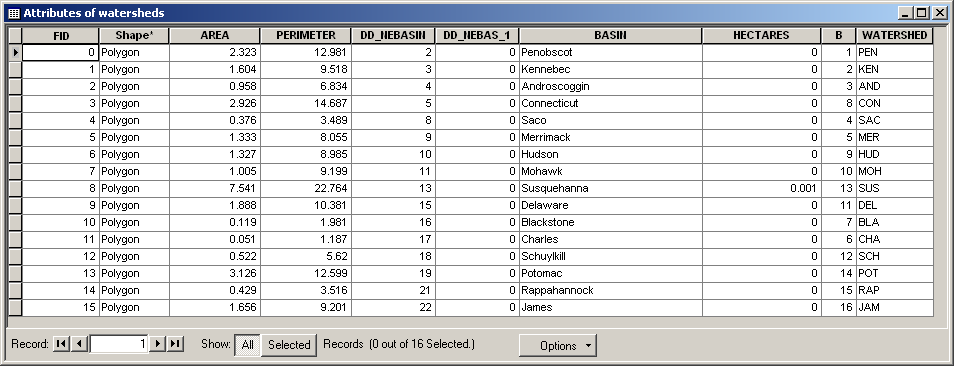 Attributes of watersheds
FID Shape* AREA PERIMETER DD_NEBASIN DD_NEBAS_1 BASIN HECTARES B WATERSHED
0 Polygon 2.323 12.981 2 0 Penobscot 0 1 PEN
1 Polygon 1.604 9.518 3 0 Kennebec 0 2 KEN
2 Polygon 0.958 6.834 4 0 Androscoggin 0 3 AND
3 Polygon 2.926 14.687 5 0 Connecticut 0 8 CON
4 Polygon 0.376 3.489 8 0 Saco 0 4 SAC
5 Polygon 1.333 8.055 9 0 Merrimack 0 5 MER
6 Polygon 1.327 8.985 10 0 Hudson 0 9 HUD
7 Polygon 1.005 9.199 11 0 Mohawk 0 10 MOH
8 Polygon 7.541 22.764 13 0 Susquehanna 0.001 13 SUS
9 Polygon 1.888 10.381 15 0 Delaware 0 11 DEL
10 Polygon 0.119 1.981 16 0 Blackstone 0 7 BLA
11 Polygon 0.051 1.187 17 0 Charles 0 6 CHA
12 Polygon 0.522 5.62 18 0 Schuylkill 0 12 SCH
13 Polygon 3.126 12.599 19 0 Potomac 0 14 POT
14 Polygon 0.429 3.516 21 0 Rappahannock 0 15 RAP
15 Polygon 1.656 9.201 22 0 James 0 16 JAM
Record: 1 Show: All Selected Records (0 out of 16 Selected.) Options